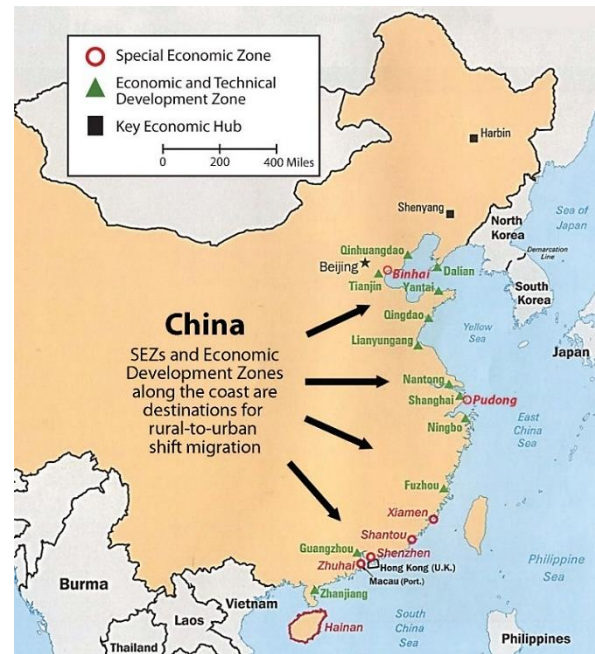 Special Economic Zone
Economic and Technical
Development Zone
Key Economic Hub
0 200 400 Miles
Harbin
Shenyang
North
Korea
Sea of
Japan
Demarcation
Line
Qinhuangdao
Beijing
Binhai
Dalian
Tianjin
Yantai
South
Korea
China
SEZs and Economic
Development Zones
along the coast are
destinations for
rural-to-urban
shift migration
Qingdao
Yellow
Sea
Lianyungang
Japan
Nantong
Shanghai
Pudong
Ningbo
East
China
Sea
Fuzhou
Xiamen
Shantou
Guangzhou
Shenzhen
Zhuhai
Hong Kong (U.K.)
Macau (Port.)
Philippine
Sea
Burma
Zhanjiang
Vietnam
Laos
Hainan
South
China
Sea
Thailand
Philippines